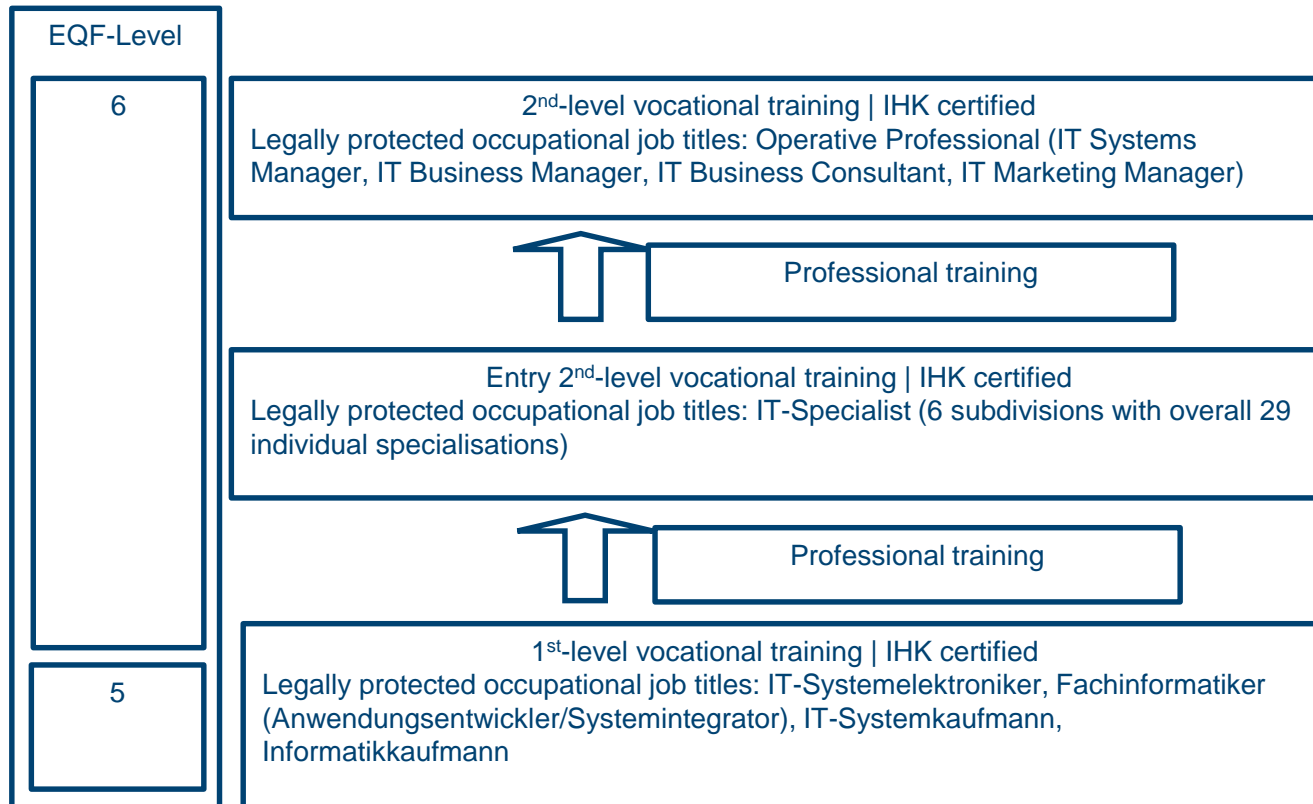 EQF-Level
6
2nd-level vocational training | IHK certified
Legally protected occupational job titles: Operative Professional (IT Systems
Manager, IT Business Manager, IT Business Consultant, IT Marketing Manager)
Professional training
Entry 2nd-level vocational training | IHK certified
Legally protected occupational job titles: IT-Specialist (6 subdivisions with overall 29
individual specialisations)
Professional training
5
1st-level vocational training | IHK certified
Legally protected occupational job titles: IT-Systemelektroniker, Fachinformatiker
(Anwendungsentwickler/Systemintegrator), IT-Systemkaufmann,
Informatikkaufmann